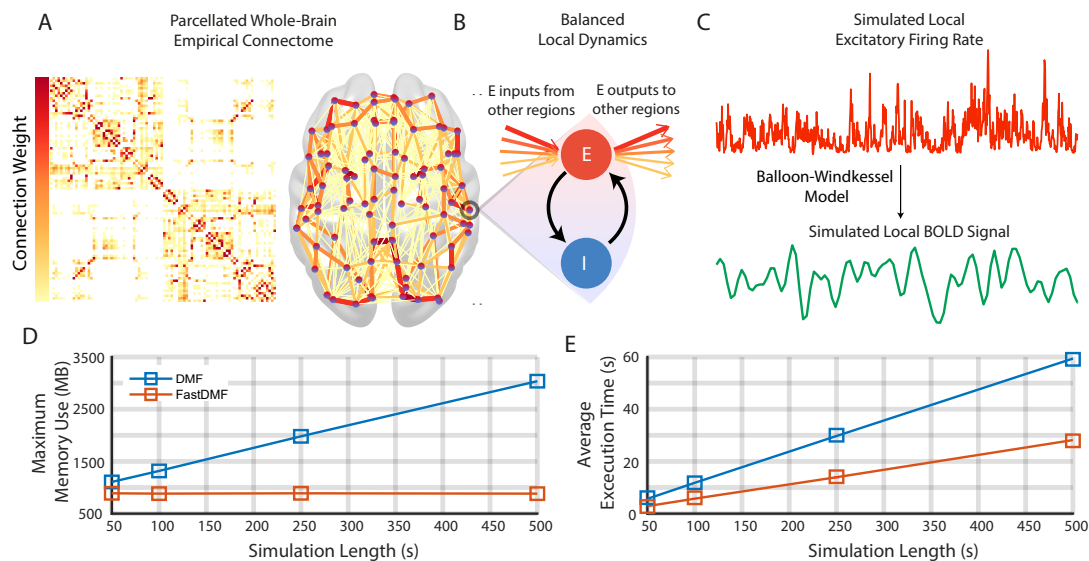 A
Parcellated Whole-Brain
Empirical Connectome
Connection Weight
B
Balanced
Local Dynamics
. .
E inputs from
other regions
E outputs to
other regions
E
I
. .
C
Simulated Local
Excitatory Firing Rate
Balloon-Windkessel
Model
Simulated Local BOLD Signal
D
Maximum
Memory Use (MB)
3500
2500
1500
500
DMF
FastDMF
50 100 150 200 250 300 350 400 450 500
Simulation Length (s)
E
Average
Excecution Time (s)
60
40
20
0
50 100 150 200 250 300 350 400 450 500
Simulation Length (s)